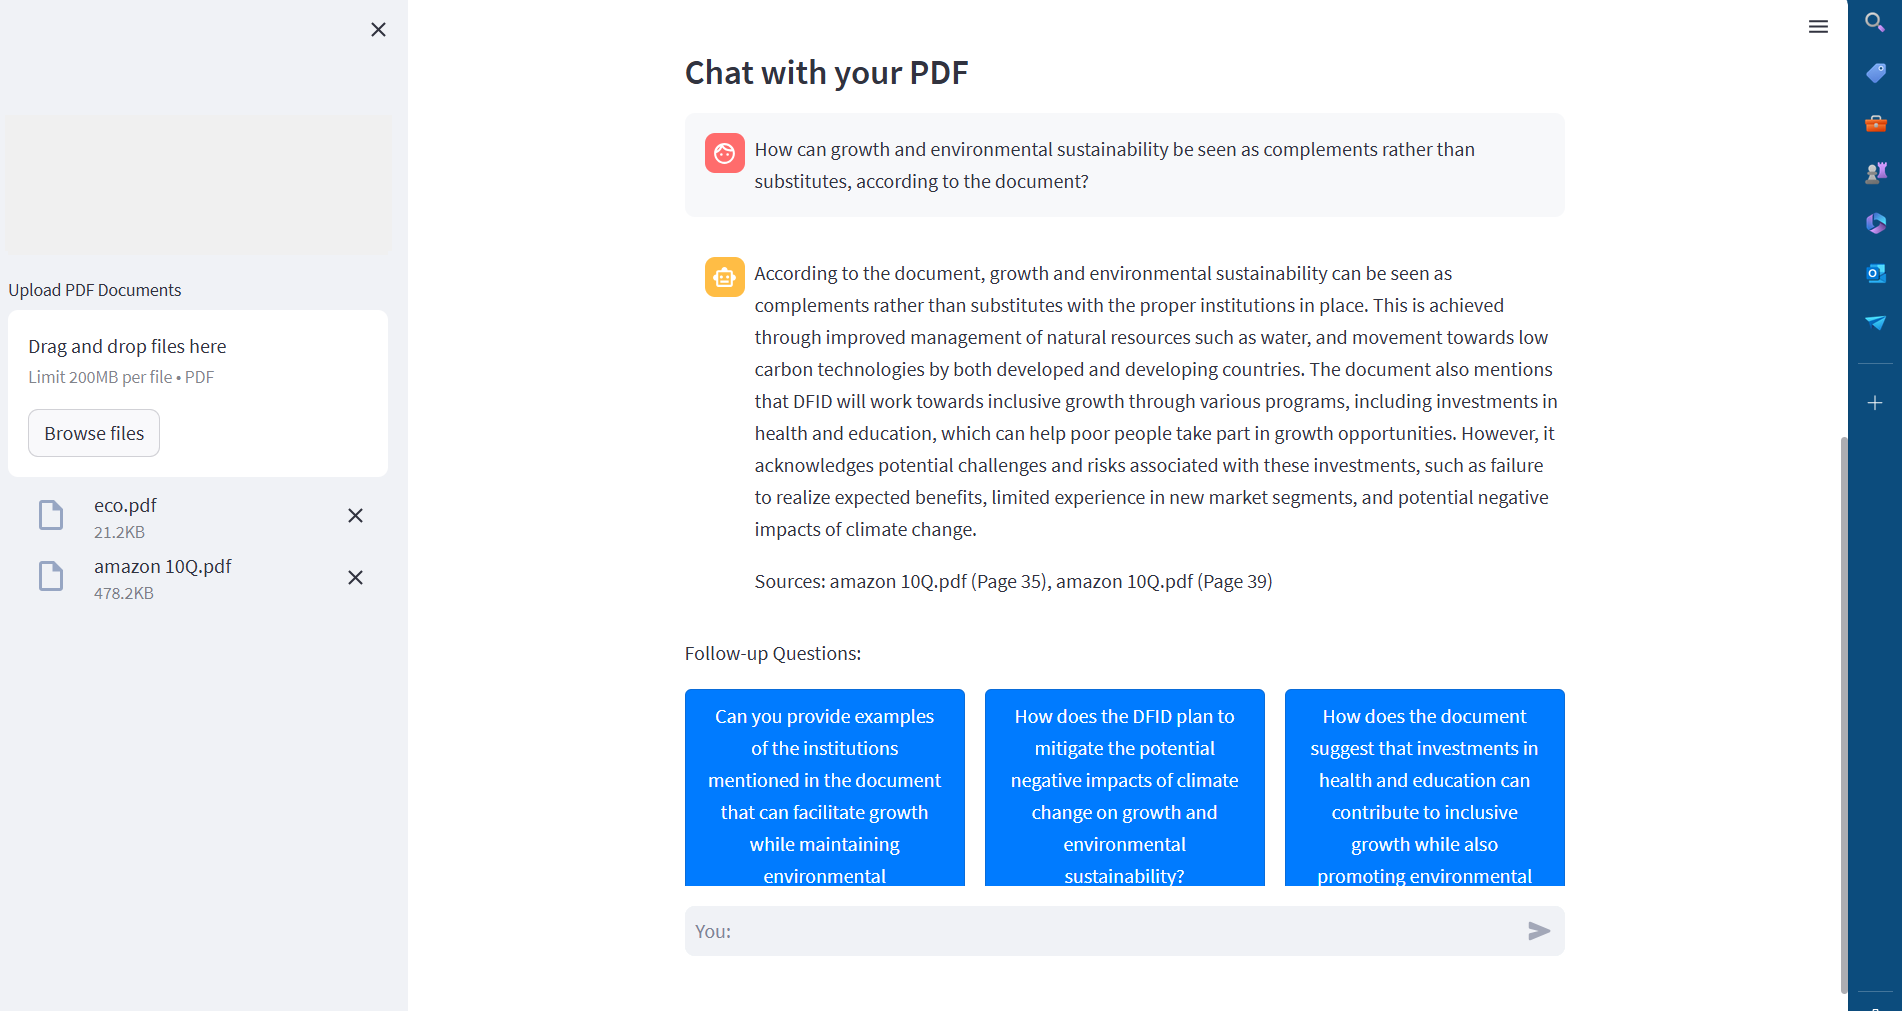 Upload PDF Documents
Drag and drop files here
Limit 200MB per file • PDF
Browse files
eco.pdf
21.2KB
amazon 10Q.pdf
478.2KB
Chat with your PDF
How can growth and environmental sustainability be seen as complements rather than
substitutes, according to the document?
According to the document, growth and environmental sustainability can be seen as
complements rather than substitutes with the proper institutions in place. This is achieved
through improved management of natural resources such as water, and movement towards low
carbon technologies by both developed and developing countries. The document also mentions
that DFID will work towards inclusive growth through various programs, including investments in
health and education, which can help poor people take part in growth opportunities. However, it
acknowledges potential challenges and risks associated with these investments, such as failure
to realize expected benefits, limited experience in new market segments, and potential negative
impacts of climate change.
Sources: amazon 10Q.pdf (Page 35), amazon 10Q.pdf (Page 39)
Follow-up Questions:
Can you provide examples
of the institutions
mentioned in the document
that can facilitate growth
while maintaining
environmental
How does the DFID plan to
mitigate the potential
negative impacts of climate
change on growth and
environmental
sustainability?
How does the document
suggest that investments in
health and education can
contribute to inclusive
growth while also
promoting environmental
You: